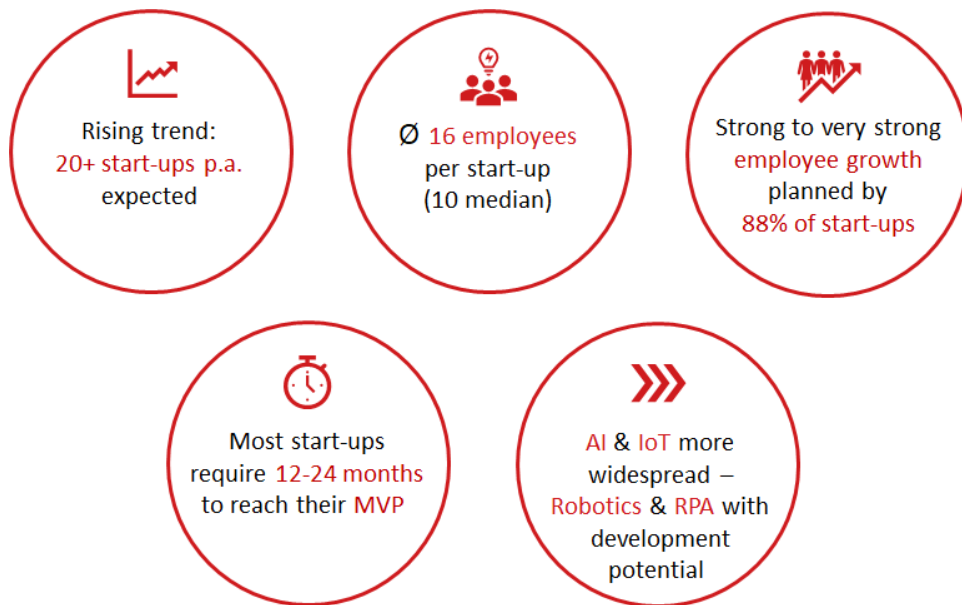 Rising trend:
20+ start-ups p.a.
expected
Ø 16 employees
per start-up
(10 median)
Strong to very strong
employee growth
planned by
88% of start-ups
Most start-ups
require 12-24 months
to reach their MVP
AI & IoT more
widespread –
Robotics & RPA with
development
potential